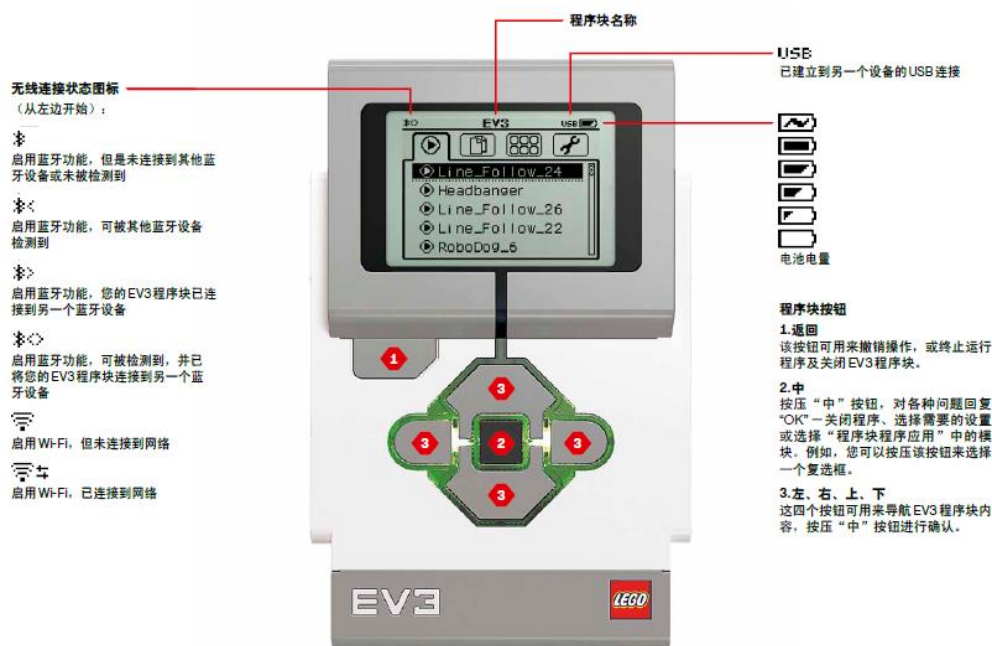 程序块名称
无线连接状态图标
（从左边开始）：
启用蓝牙功能，但是未连接到其他蓝
牙设备或未被检测到
启用蓝牙功能，可被其他蓝牙设备
检测到
启用蓝牙功能，您的EV3程序块已连
接到另一个蓝牙设备
启用蓝牙功能，可被检测到，并已
将您的EV3程序块连接到另一个蓝
牙设备
启用Wi-Fi，但未连接到网络
启用Wi-Fi，已连接到网络
EV3
USB
Line_Follow_24
Headbanger
Line_Follow_26
Line_Follow_22
RoboDog_6
1
3
3
2
3
3
EV3
LEGO
USB
已建立到另一个设备的USB连接
电池电量
程序块按钮
1.返回
该按钮可用来撤销操作，或终止运行
程序及关闭EV3程序块。
2.中
按压“中”按钮，对各种问题回复
“OK”－关闭程序、选择需要的设置
或选择“程序块程序应用”中的模
块。例如，您可以按压该按钮来选择
一个复选框。
3.左、右、上、下
这四个按钮可用来导航EV3程序块内
容，按压“中”按钮进行确认。